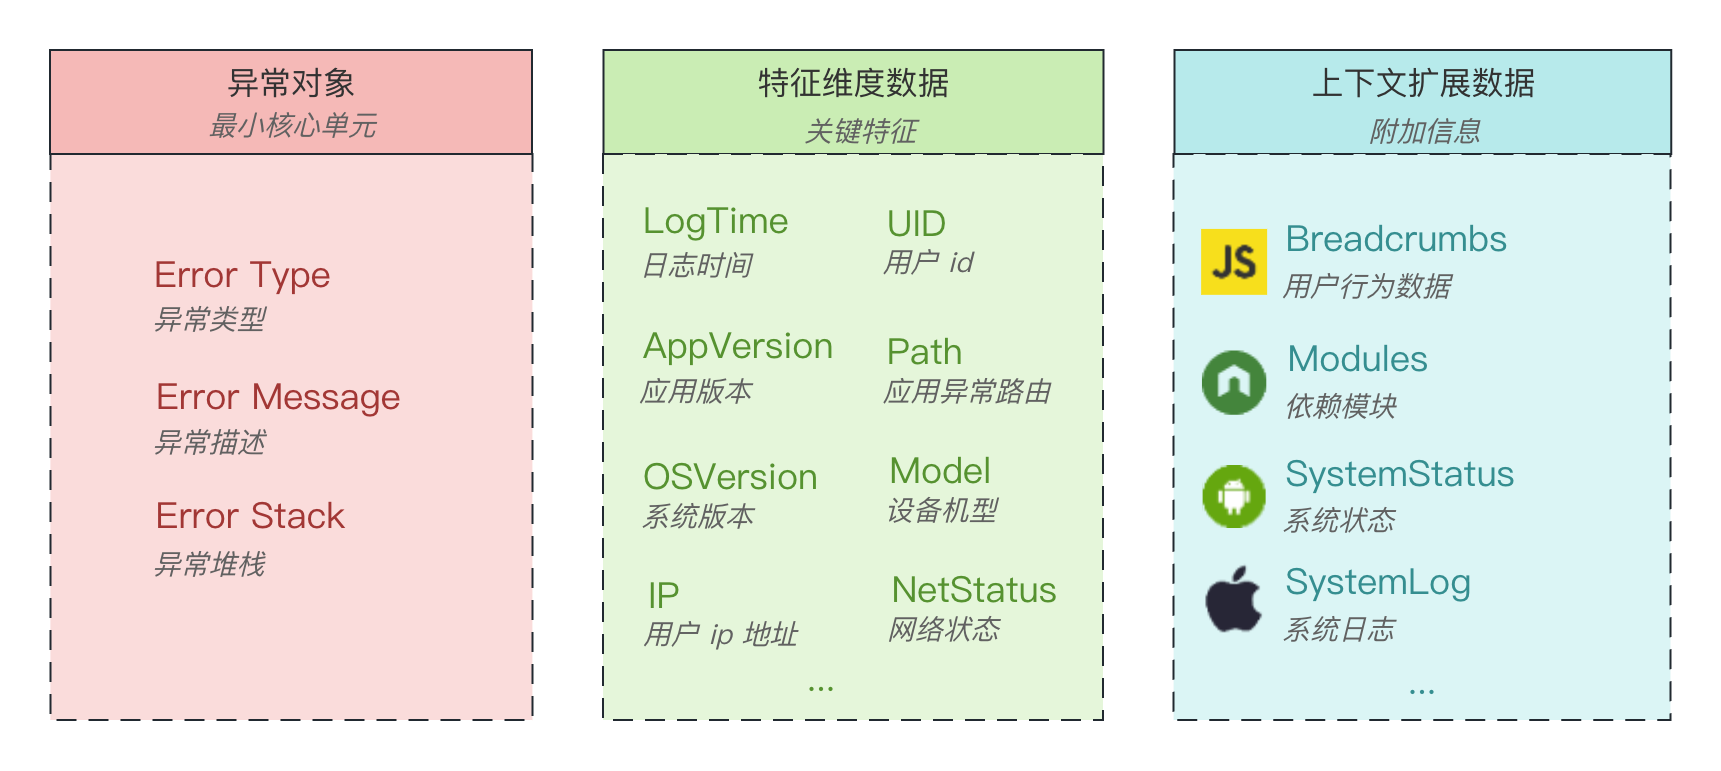 异常对象
最小核心单元
Error Type
异常类型
Error Message
异常描述
Error Stack
异常堆栈
特征维度数据
关键特征
LogTime
日志时间
UID
用户 id
AppVersion
应用版本
Path
应用异常路由
OSVersion
系统版本
Model
设备机型
IP
用户 ip 地址
NetStatus
网络状态
...
上下文扩展数据
附加信息
JS
Breadcrumbs
用户行为数据
Modules
依赖模块
SystemStatus
系统状态
SystemLog
系统日志
...